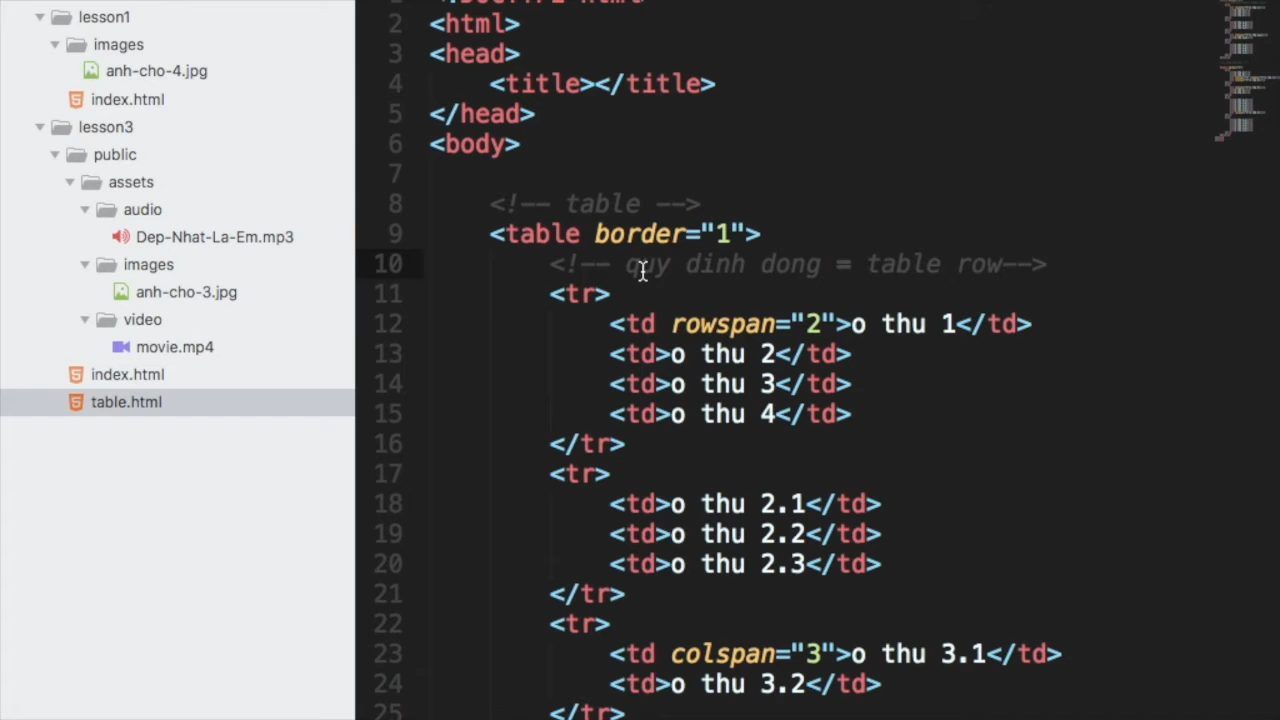 lesson1
images
anh-cho-4.jpg
index.html
lesson3
public
assets
audio
Dep-Nhat-La-Em.mp3
images
anh-cho-3.jpg
video
movie.mp4
index.html
table.html
2 <html>
3 <head>
4 <title></title>
5 </head>
6 <body>
7
8 <!-- table -->
9 <table border="1">
10 <!-- quy dinh dong = table row-->
11 <tr>
12 <td rowspan="2">o thu 1</td>
13 <td>o thu 2</td>
14 <td>o thu 3</td>
15 <td>o thu 4</td>
16 </tr>
17 <tr>
18 <td>o thu 2.1</td>
19 <td>o thu 2.2</td>
20 <td>o thu 2.3</td>
21 </tr>
22 <tr>
23 <td colspan="3">o thu 3.1</td>
24 <td>o thu 3.2</td>
25 </tr>